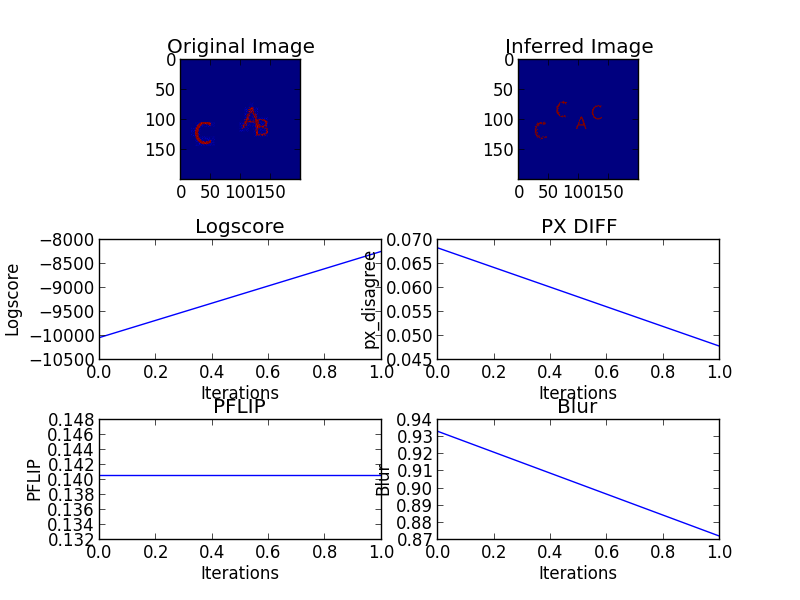 Original Image
0
50
100
150
C A B
0 50 100 150
Inferred Image
0
50
100
150
C C A C
0 50 100 150
Logscore
−8000
−8500
−9000
−9500
−10000
−10500
Logscore
0.0 0.2 0.4 0.6 0.8 1.0
Iterations
PX DIFF
0.070
0.065
0.060
0.055
0.050
0.045
px_disagree
0.0 0.2 0.4 0.6 0.8 1.0
Iterations
PFLIP
0.148
0.146
0.144
0.142
0.140
0.138
0.136
0.134
0.132
PFLIP
0.0 0.2 0.4 0.6 0.8 1.0
Iterations
Blur
0.94
0.93
0.92
0.91
0.90
0.89
0.88
0.87
Blur
0.0 0.2 0.4 0.6 0.8 1.0
Iterations